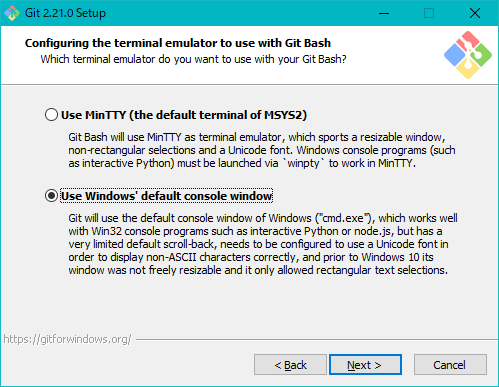 Git 2.21.0 Setup
Configuring the terminal emulator to use with Git Bash
Which terminal emulator do you want to use with your Git Bash?
Use MinTTY (the default terminal of MSYS2)
Git Bash will use MinTTY as terminal emulator, which sports a resizable window,
non-rectangular selections and a Unicode font. Windows console programs (such
as interactive Python) must be launched via `winpty` to work in MinTTY.
Use Windows' default console window
Git will use the default console window of Windows ("cmd.exe"), which works well
with Win32 console programs such as interactive Python or node.js, but has a
very limited default scroll-back, needs to be configured to use a Unicode font in
order to display non-ASCII characters correctly, and prior to Windows 10 its
window was not freely resizable and it only allowed rectangular text selections.
https://gitforwindows.org/
< Back
Next >
Cancel